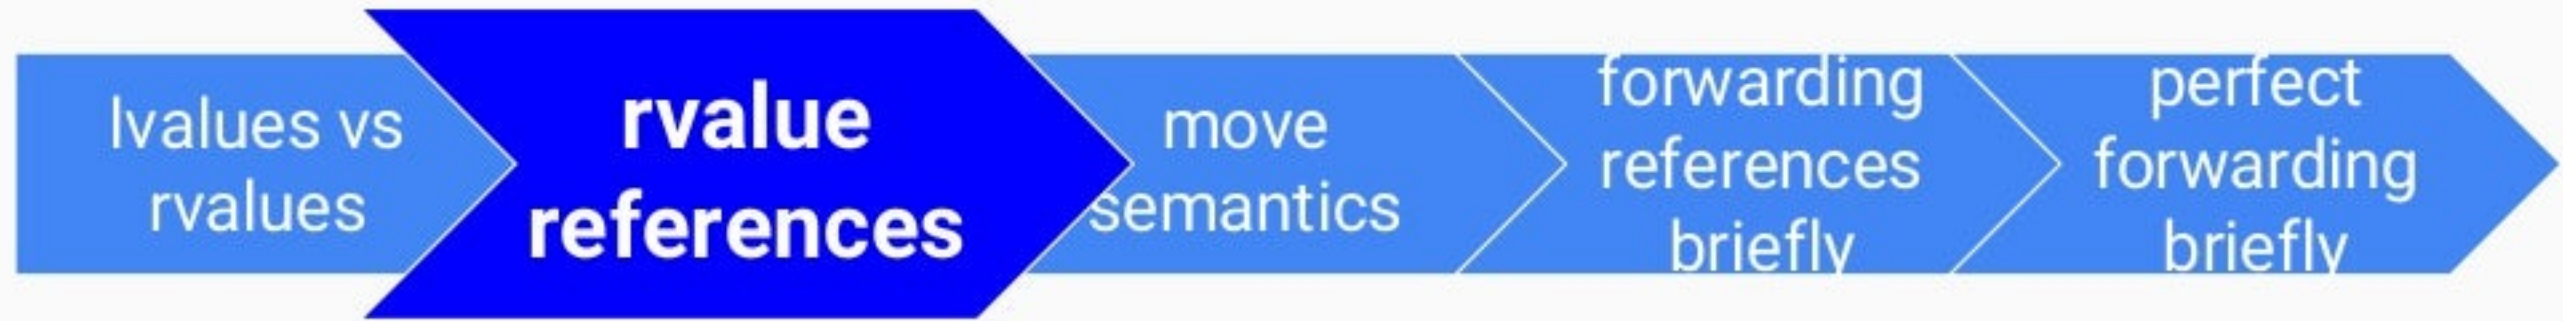 lvalues vs
rvalues
rvalue
references
move
semantics
forwarding
references
briefly
perfect
forwarding
briefly